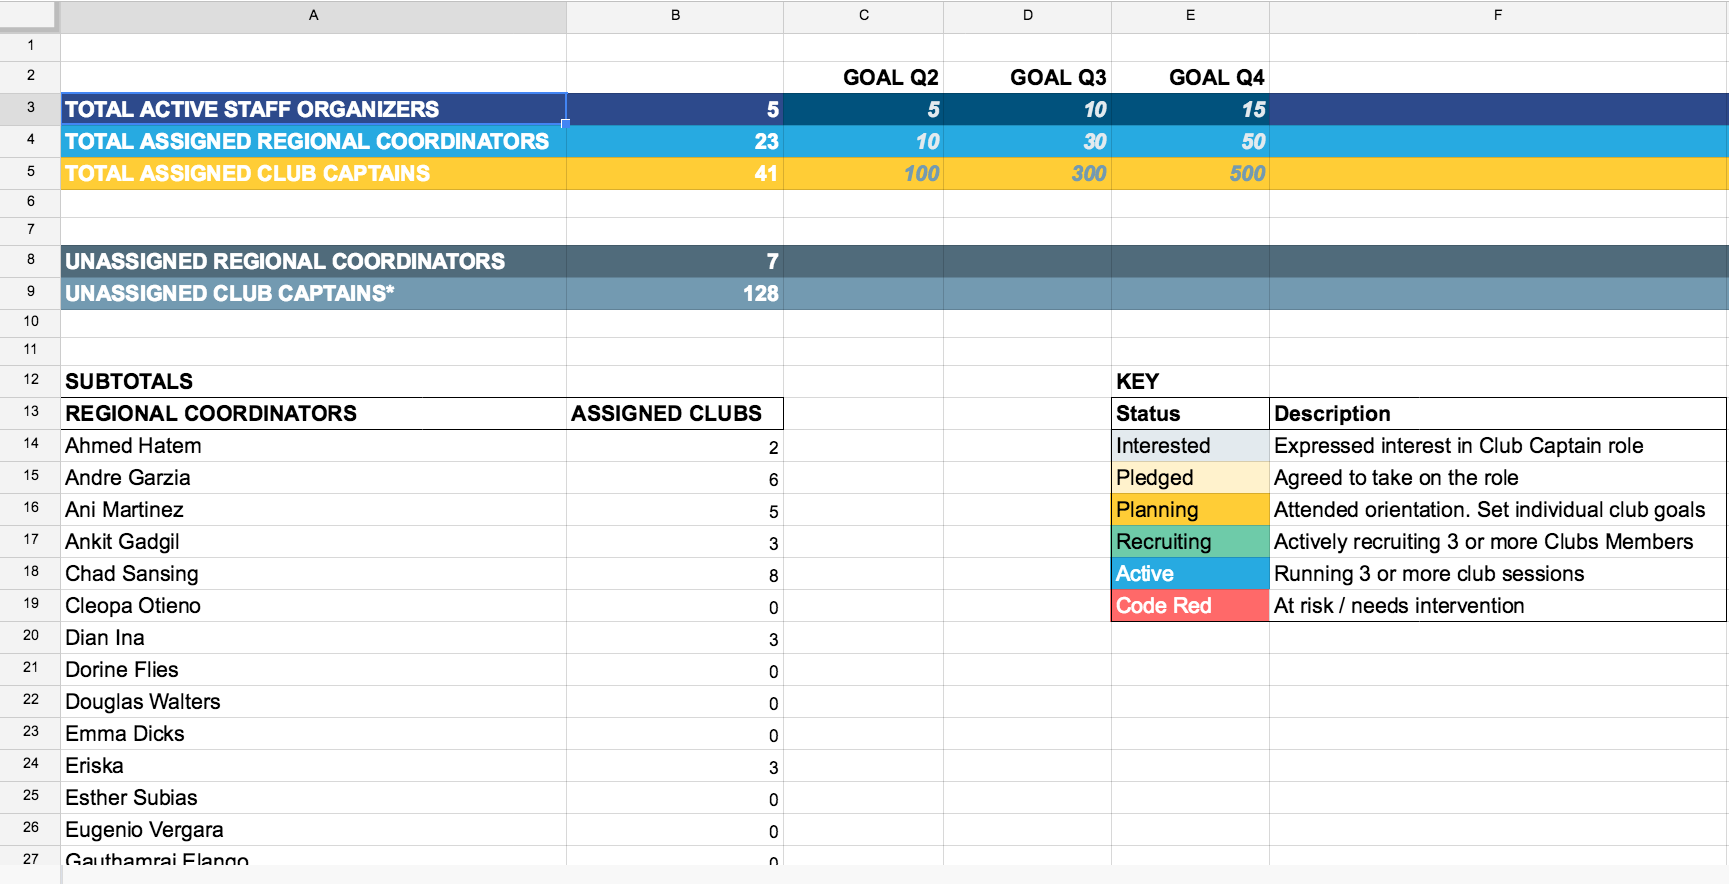 A B C D E F
1
2 GOAL Q2 GOAL Q3 GOAL Q4
3 TOTAL ACTIVE STAFF ORGANIZERS 5 5 10 15
4 TOTAL ASSIGNED REGIONAL COORDINATORS 23 10 30 50
5 TOTAL ASSIGNED CLUB CAPTAINS 41 100 300 500
6
7
8 UNASSIGNED REGIONAL COORDINATORS 7
9 UNASSIGNED CLUB CAPTAINS* 128
10
11
12 SUBTOTALS KEY
13 REGIONAL COORDINATORS ASSIGNED CLUBS Status Description
14 Ahmed Hatem 2 Interested Expressed interest in Club Captain role
15 Andre Garzia 6 Pledged Agreed to take on the role
16 Ani Martinez 5 Planning Attended orientation. Set individual club goals
17 Ankit Gadgil 3 Recruiting Actively recruiting 3 or more Clubs Members
18 Chad Sansing 8 Active Running 3 or more club sessions
19 Cleopa Otieno 0 Code Red At risk / needs intervention
20 Dian Ina 3
21 Dorine Flies 0
22 Douglas Walters 0
23 Emma Dicks 0
24 Eriska 3
25 Esther Subias 0
26 Eugenio Vergara 0
27 Gauthamraj Elango 0